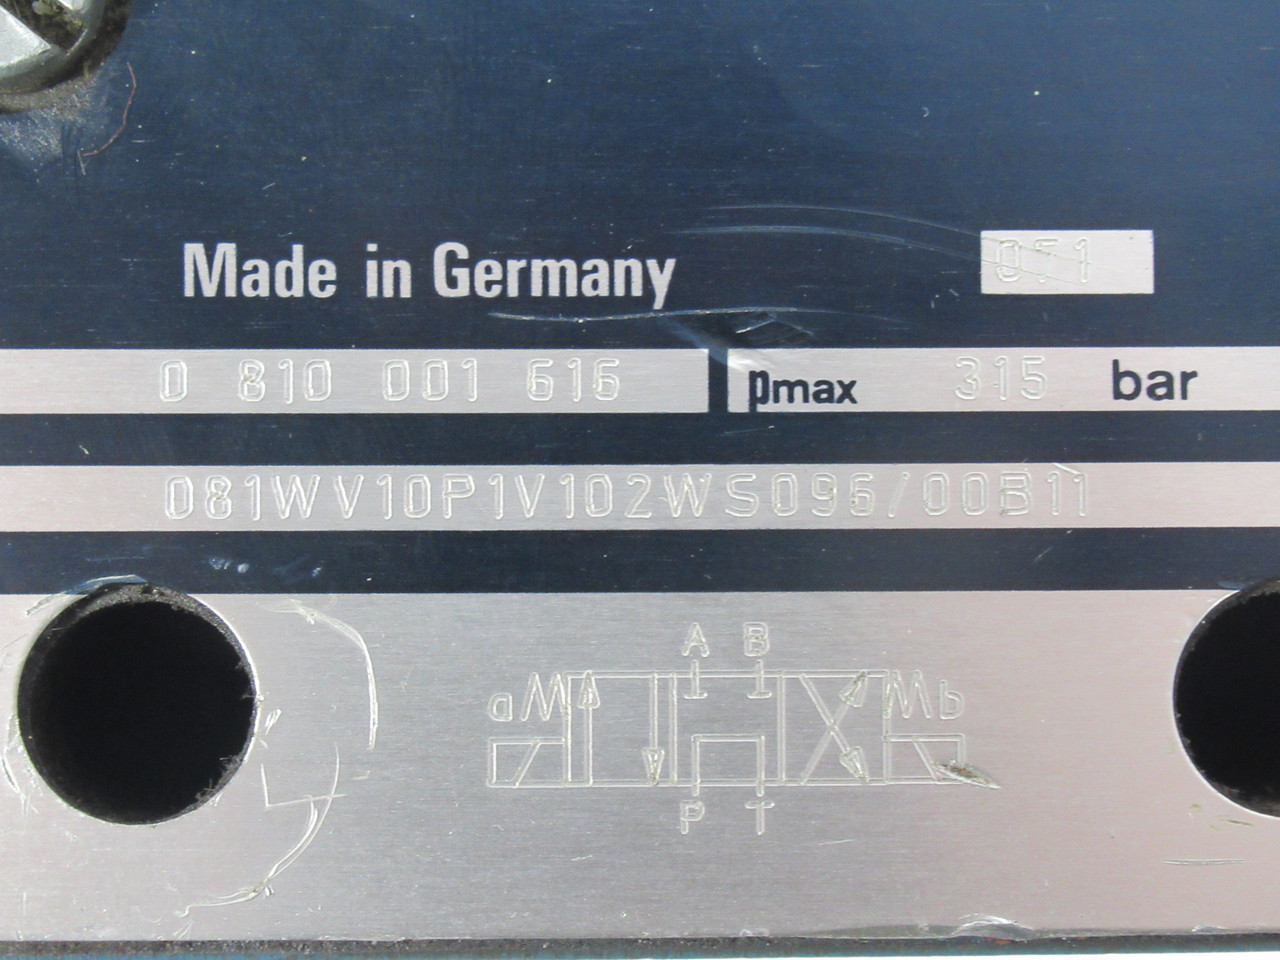 Made in Germany
051
0 810 001 616
pmax 315 bar
081WV10P1V102WS096/00B11
A B
a W W b
P T